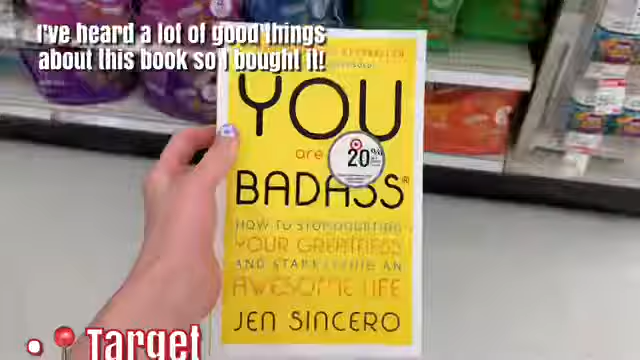 I've heard a lot of good things
about this book so I bought it!
YOU
are
20%
BADASS®
HOW TO STOP DOUBTING
YOUR GREATNESS
AND START LIVING AN
AWESOME LIFE
JEN SINCERO
Target